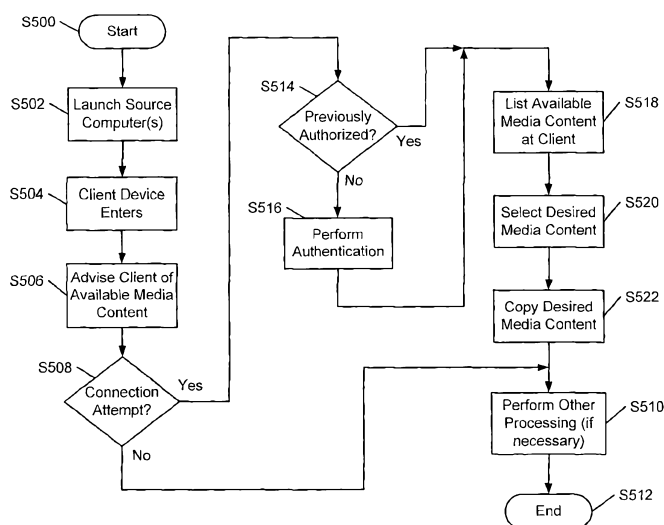 S500
Start
S502
Launch Source
Computer(s)
S504
Client Device
Enters
S506
Advise Client of
Available Media
Content
S508
Connection
Attempt?
Yes
No
S514
Previously
Authorized?
Yes
No
S516
Perform
Authentication
List Available
Media Content
at Client
S518
Select Desired
Media Content
S520
Copy Desired
Media Content
S522
Perform Other
Processing (if
necessary)
S510
End
S512